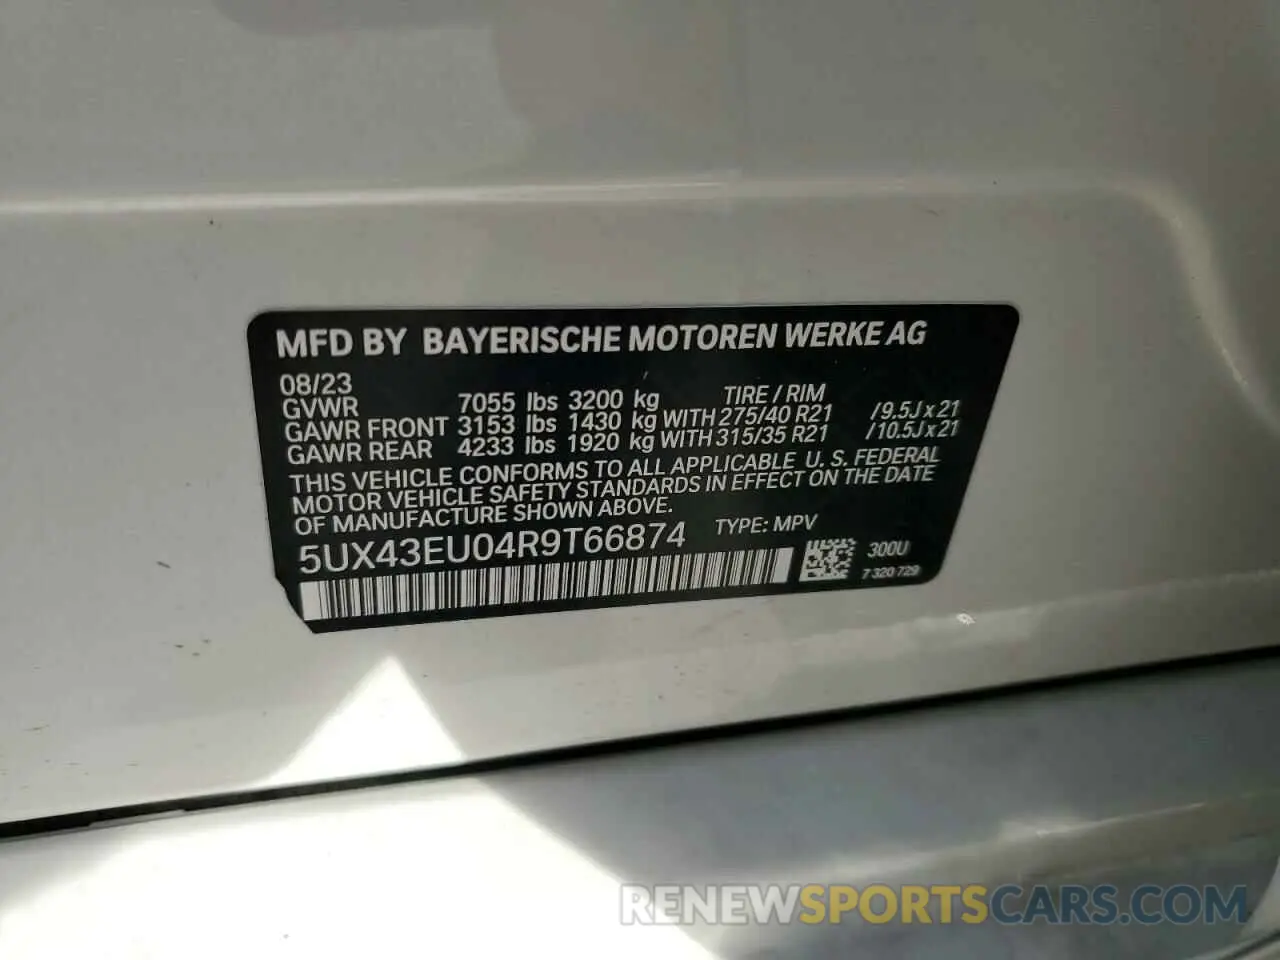 MFD BY BAYERISCHE MOTOREN WERKE AG
08/23
GVWR 7055 lbs 3200 kg TIRE / RIM
GAWR FRONT 3153 lbs 1430 kg WITH 275/40 R21 /9.5J x 21
GAWR REAR 4233 lbs 1920 kg WITH 315/35 R21 /10.5J x 21
THIS VEHICLE CONFORMS TO ALL APPLICABLE U. S. FEDERAL
MOTOR VEHICLE SAFETY STANDARDS IN EFFECT ON THE DATE
OF MANUFACTURE SHOWN ABOVE.
5UX43EU04R9T66874 TYPE: MPV
300U
7 320 729
RENEWSPORTSCARS.COM